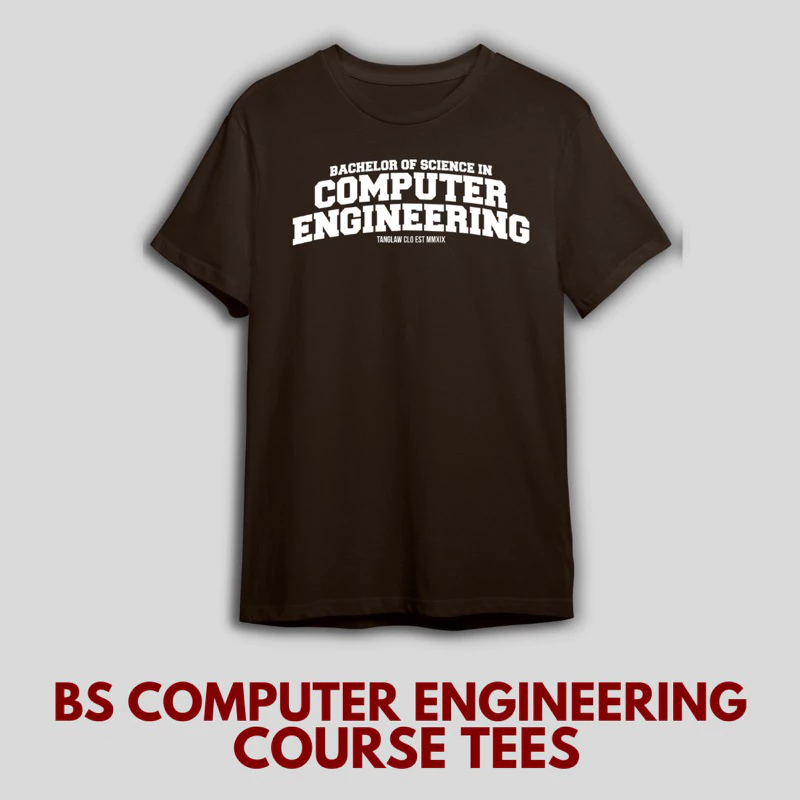 BACHELOR OF SCIENCE IN
COMPUTER
ENGINEERING
TANGLAW CLO EST MMXIX
BS COMPUTER ENGINEERING
COURSE TEES